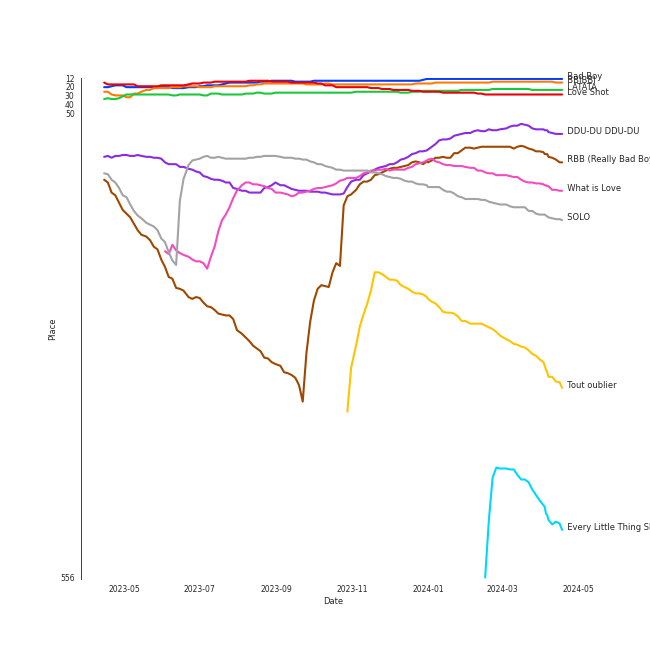 12
20
30
40
50
556
Place
Bad Boy
LATATA
Love Shot
DDU-DU DDU-DU
RBB (Really Bad Boy
What is Love
SOLO
Tout oublier
Every Little Thing S
2023-05
2023-07
2023-09
2023-11
2024-01
2024-03
2024-05
Date